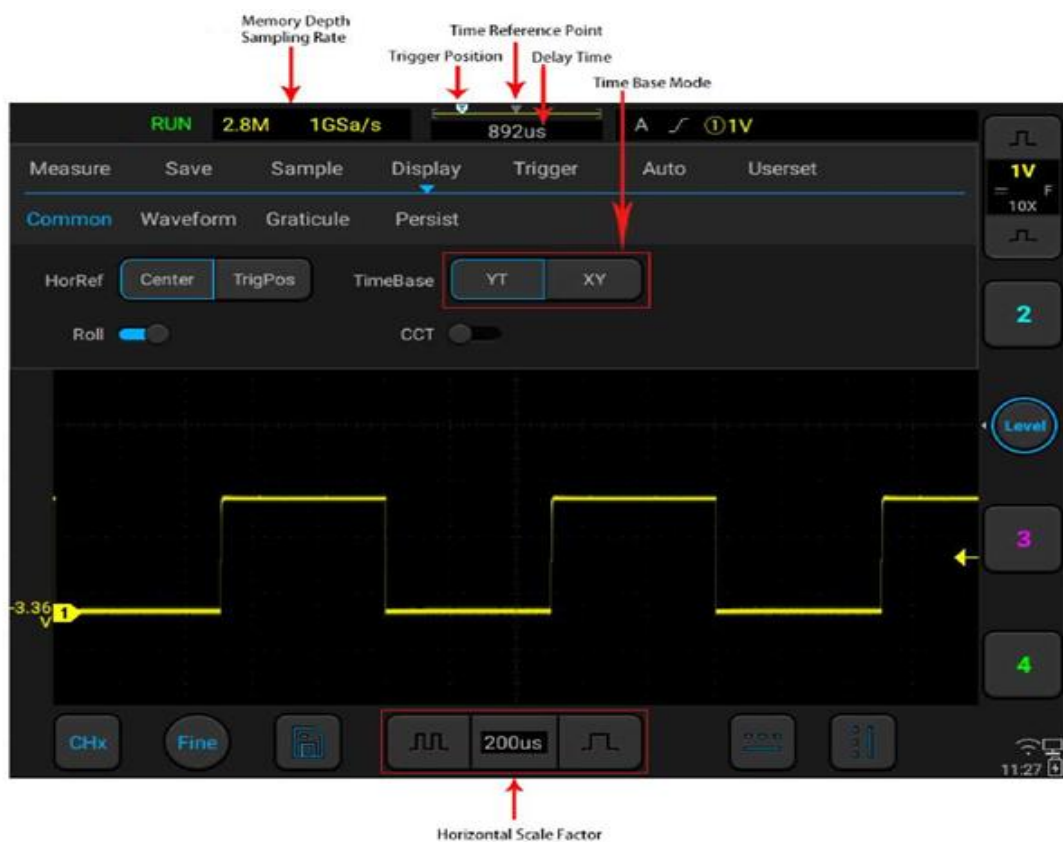 Memory Depth
Sampling Rate
Time Reference Point
Trigger Position
Delay Time
Time Base Mode
RUN 2.8M 1GSa/s 892us A ①1V
Measure Save Sample Display Trigger Auto Userset
1V
F
10X
Common Waveform Graticule Persist
HorRef Center TrigPos TimeBase YT XY
2
Roll CCT
Level
3
-3.36
V
1
4
CHx Fine 200us
11:27
Horizontal Scale Factor